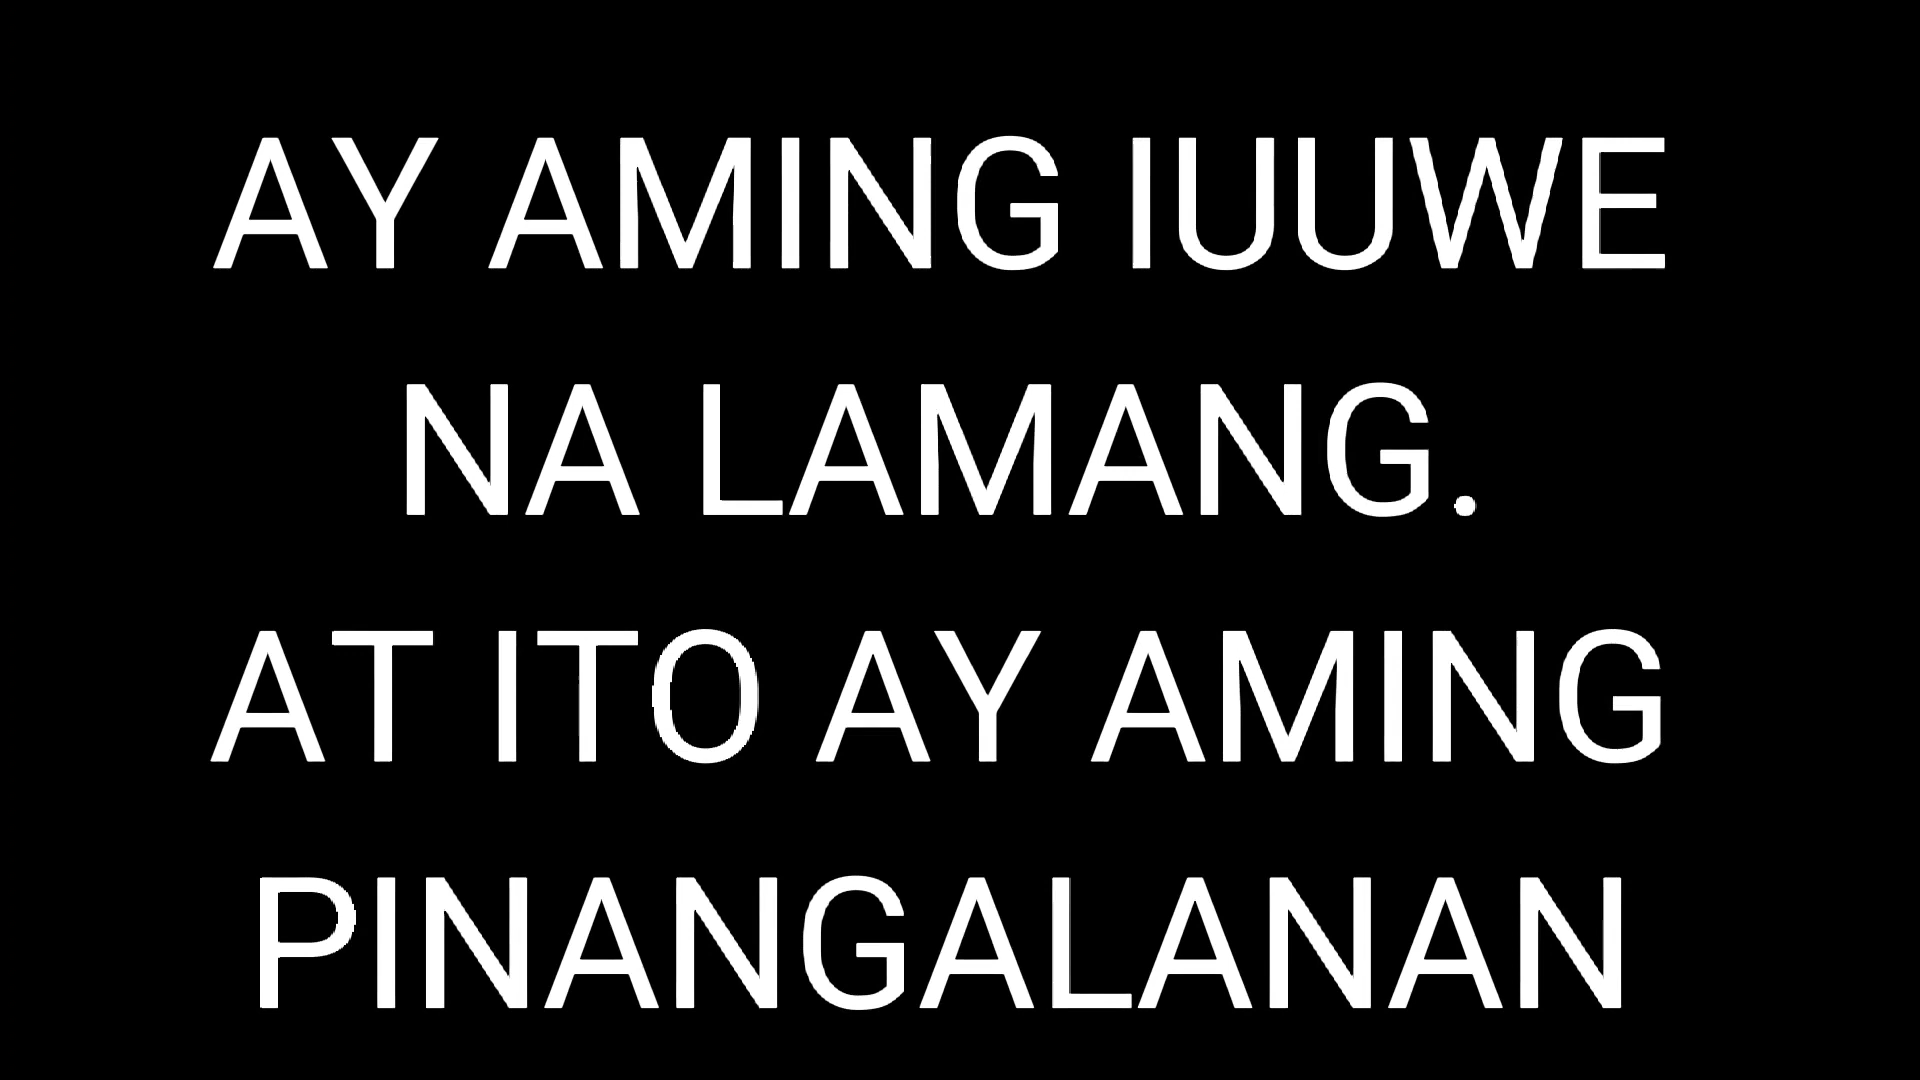 AY AMING IUUWE
NA LAMANG.
AT ITO AY AMING
PINANGALANAN